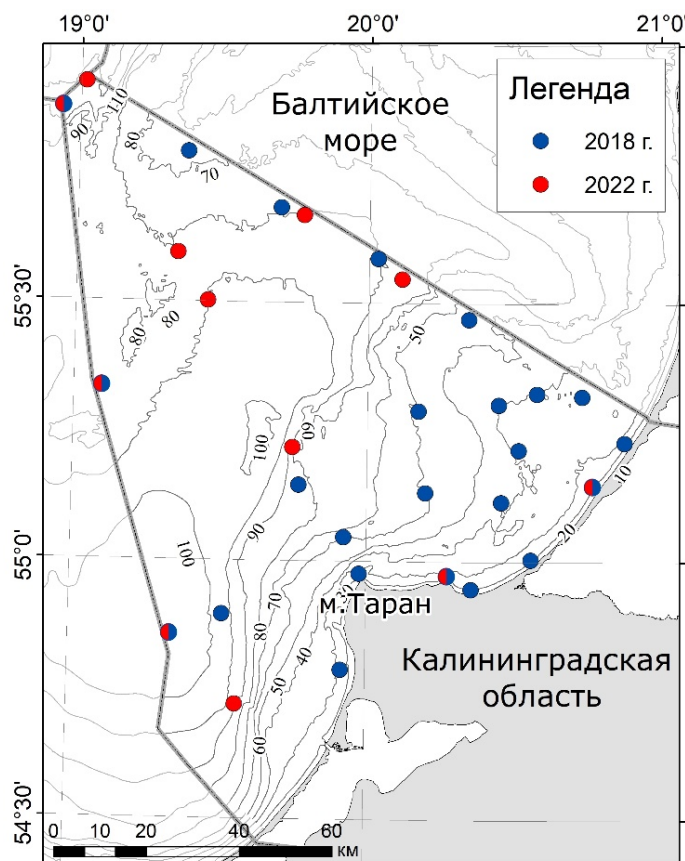 19°0'
20°0'
21°0'
110
90
Балтийское
море
Легенда
2018 г.
2022 г.
80
70
55°30'
80
80
50
60
100
10
90
20
55°0'
100
30
м.Таран
70
80
40
Калининградская
область
50
60
54°30'
0 10 20 40 60
км